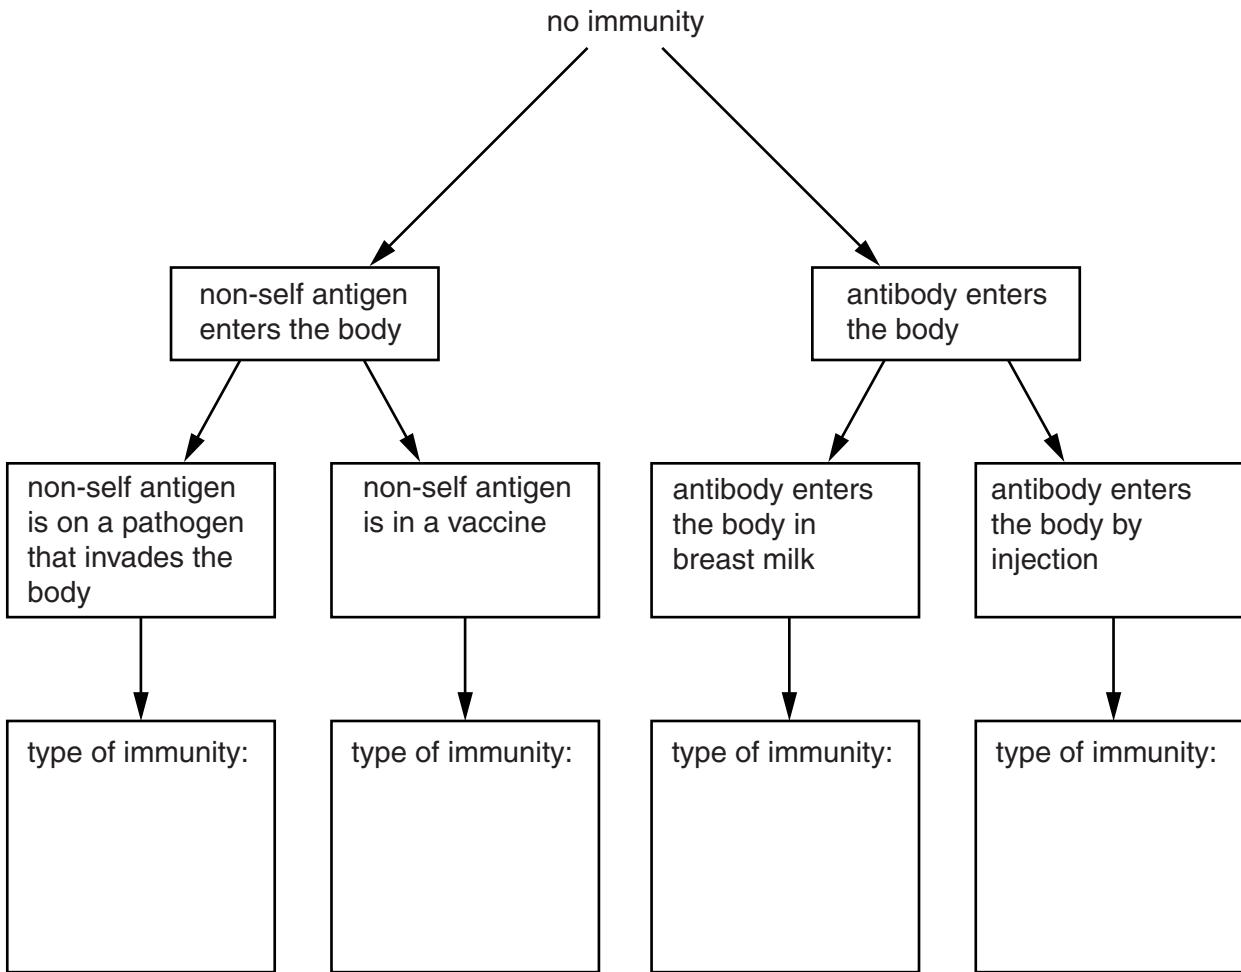 no immunity
non-self antigen
enters the body
antibody enters
the body
non-self antigen
is on a pathogen
that invades the
body
non-self antigen
is in a vaccine
antibody enters
the body in
breast milk
antibody enters
the body by
injection
type of immunity:
type of immunity:
type of immunity:
type of immunity: